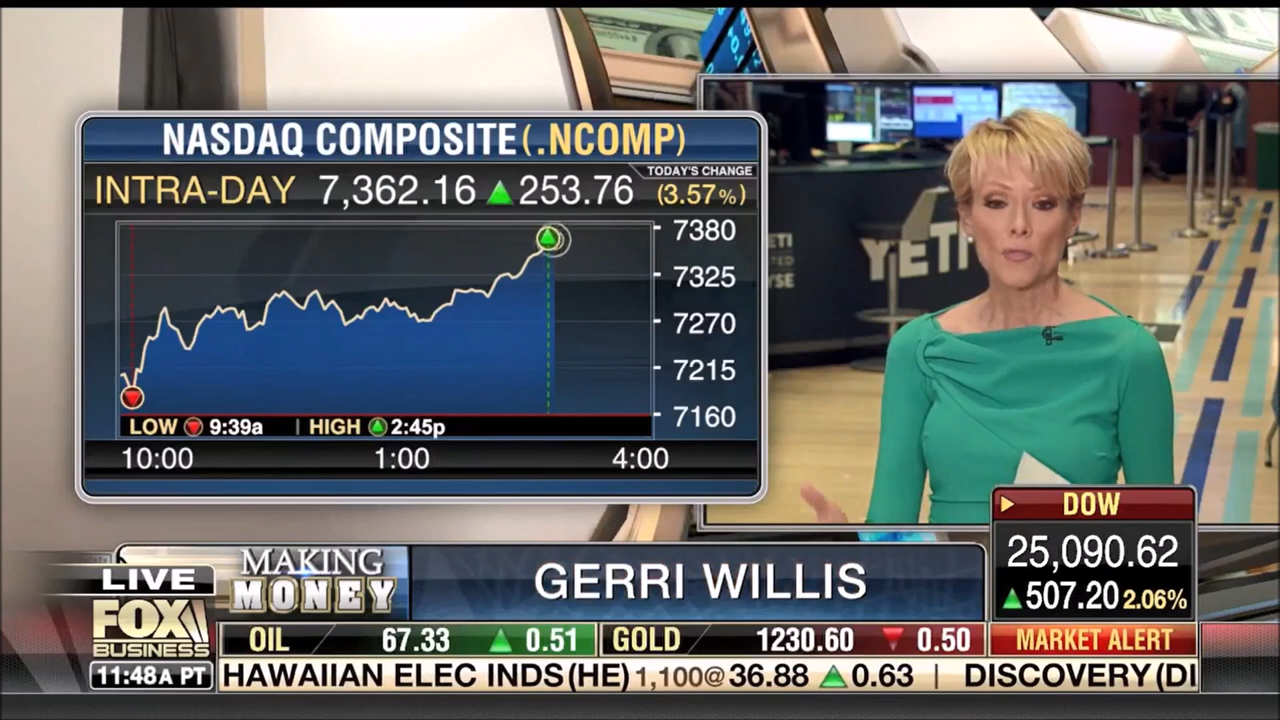 NASDAQ COMPOSITE (.NCOMP)
TODAY'S CHANGE
INTRA-DAY 7,362.16 ▲ 253.76 (3.57%)
7380
7325
7270
7215
7160
LOW ▼ 9:39a | HIGH ▲ 2:45p
10:00 1:00 4:00
YETI
DOW
25,090.62
▲ 507.20 2.06%
MARKET ALERT
MAKING
MONEY
GERRI WILLIS
LIVE
FOX
BUSINESS
11:48A PT
OIL 67.33 ▲ 0.51 GOLD 1230.60 ▼ 0.50
HAWAIIAN ELEC INDS (HE) 1,100@36.88 ▲ 0.63 | DISCOVERY (DI